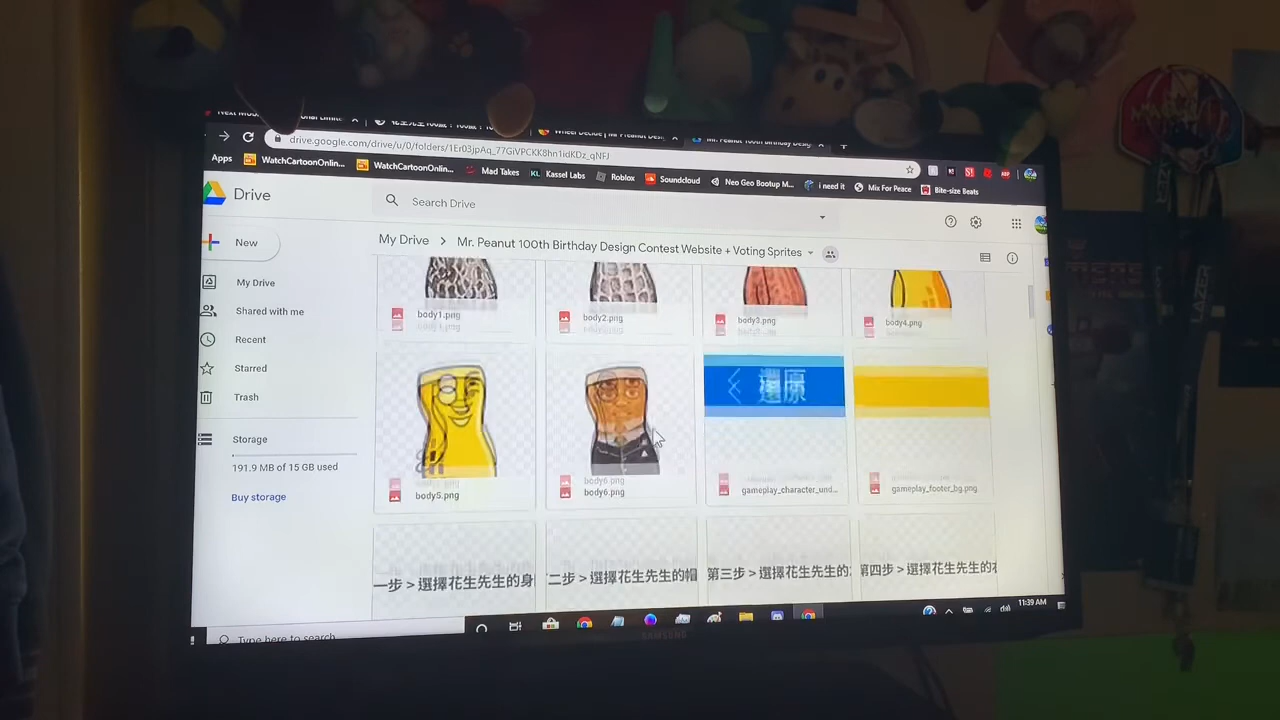 drive.google.com/drive/u/0/folders/1Er03jpAq_77GiVPCKK8hn1idKDz_qNFJ
Apps WatchCartoonOnlin... WatchCartoonOnlin... Mad Takes KL Kassel Labs Roblox Soundcloud Neo Geo Bootup M... i need it Mix For Peace Bite-size Beats
Drive
Search Drive
New
My Drive > Mr. Peanut 100th Birthday Design Contest Website + Voting Sprites
My Drive
Shared with me
Recent
Starred
Trash
Storage
191.9 MB of 15 GB used
Buy storage
body1.png
body2.png
body3.png
body4.png
還原
body5.png
body6.png
gameplay_character_und...
gameplay_footer_bg.png
一步 > 選擇花生先生的身
二步 > 選擇花生先生的帽
第三步 > 選擇花生先生的
第四步 > 選擇花生先生的
Type here to search
11:39 AM
SAMSUNG